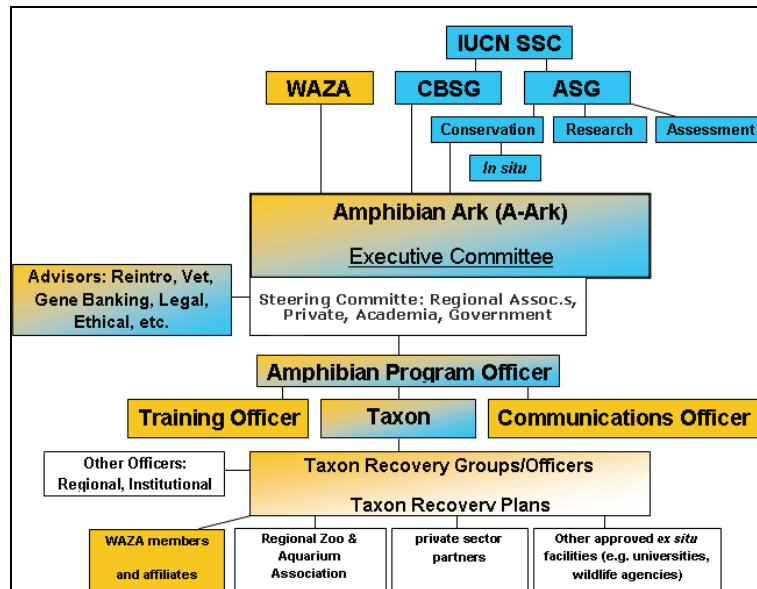 IUCN SSC
WAZA
CBSG
ASG
Conservation
Research
Assessment
In situ
Amphibian Ark (A-Ark)
Executive Committee
Advisors: Reintro, Vet,
Gene Banking, Legal,
Ethical, etc.
Steering Committe: Regional Assoc.s,
Private, Academia, Government
Amphibian Program Officer
Training Officer
Taxon
Communications Officer
Other Officers:
Regional, Institutional
Taxon Recovery Groups/Officers
Taxon Recovery Plans
WAZA members
and affiliates
Regional Zoo &
Aquarium
Association
private sector
partners
Other approved ex situ
facilities (e.g. universities,
wildlife agencies)